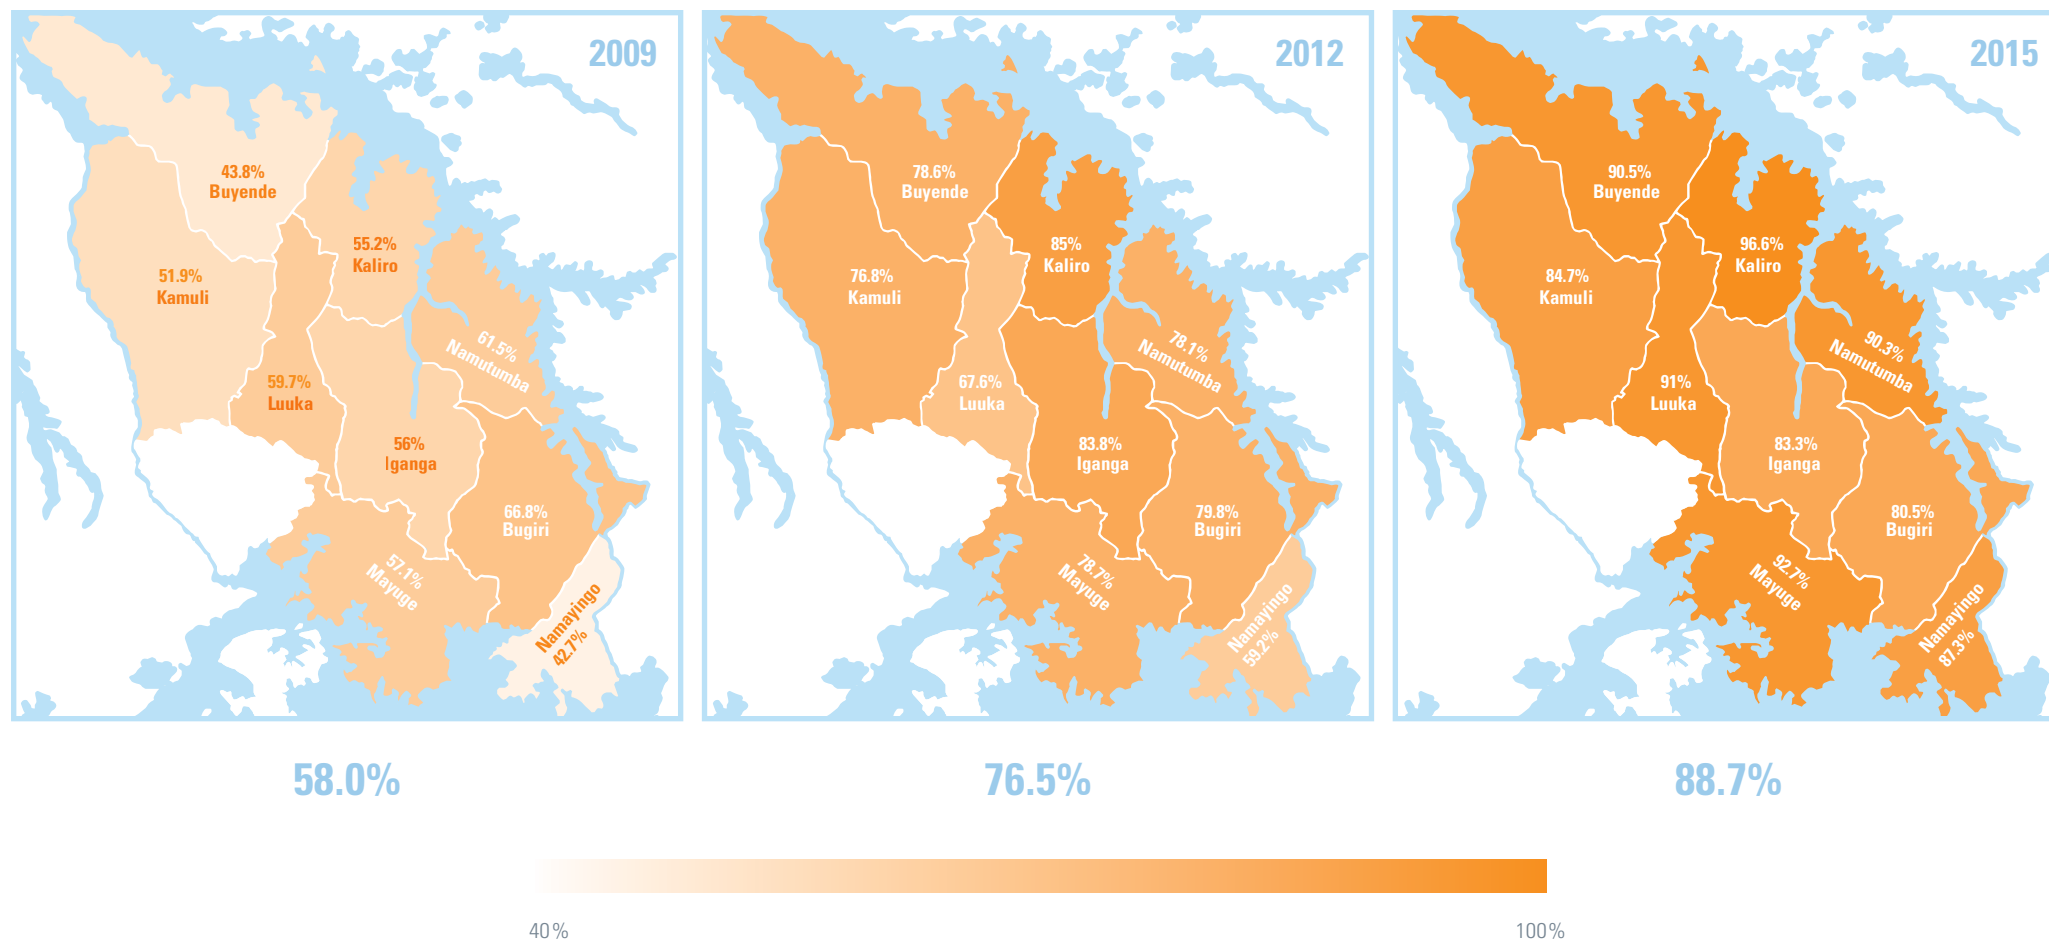 2009
43.8%
Buyende
55.2%
Kaliro
51.9%
Kamuli
61.5%
Namutumba
59.7%
Luuka
56%
Iganga
66.8%
Bugiri
57.1%
Mayuge
Namayingo
42.7%
58.0%
2012
78.6%
Buyende
85%
Kaliro
76.8%
Kamuli
78.1%
Namutumba
67.6%
Luuka
83.8%
Iganga
79.8%
Bugiri
78.7%
Mayuge
Namayingo
59.2%
76.5%
2015
90.5%
Buyende
96.6%
Kaliro
84.7%
Kamuli
90.3%
Namutumba
91%
Luuka
83.3%
Iganga
80.5%
Bugiri
92.7%
Mayuge
Namayingo
87.3%
88.7%
40%
100%